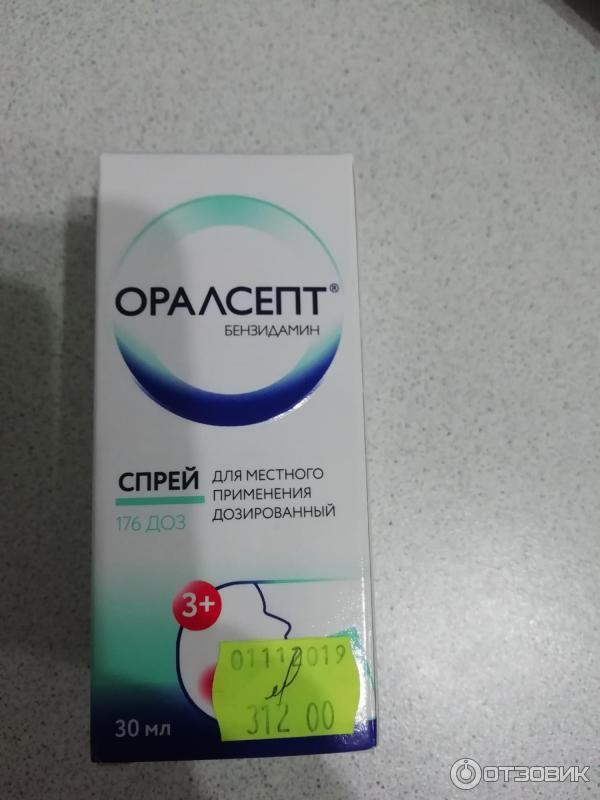 ОРАЛСЕПТ®
БЕНЗИДАМИН
СПРЕЙ
176 ДОЗ
ДЛЯ МЕСТНОГО
ПРИМЕНЕНИЯ
ДОЗИРОВАННЫЙ
3+
01112019
312 00
30 мл
ОТЗОВИК